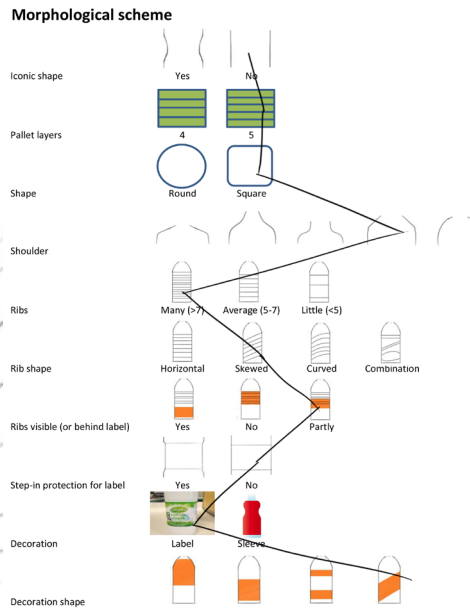 Morphological scheme
Iconic shape Yes No
Pallet layers 4 5
Shape Round Square
Shoulder
Ribs Many (>7) Average (5-7) Little (<5)
Rib shape Horizontal Skewed Curved Combination
Ribs visible (or behind label) Yes No Partly
Step-in protection for label Yes No
Decoration Label Sleeve
Decoration shape